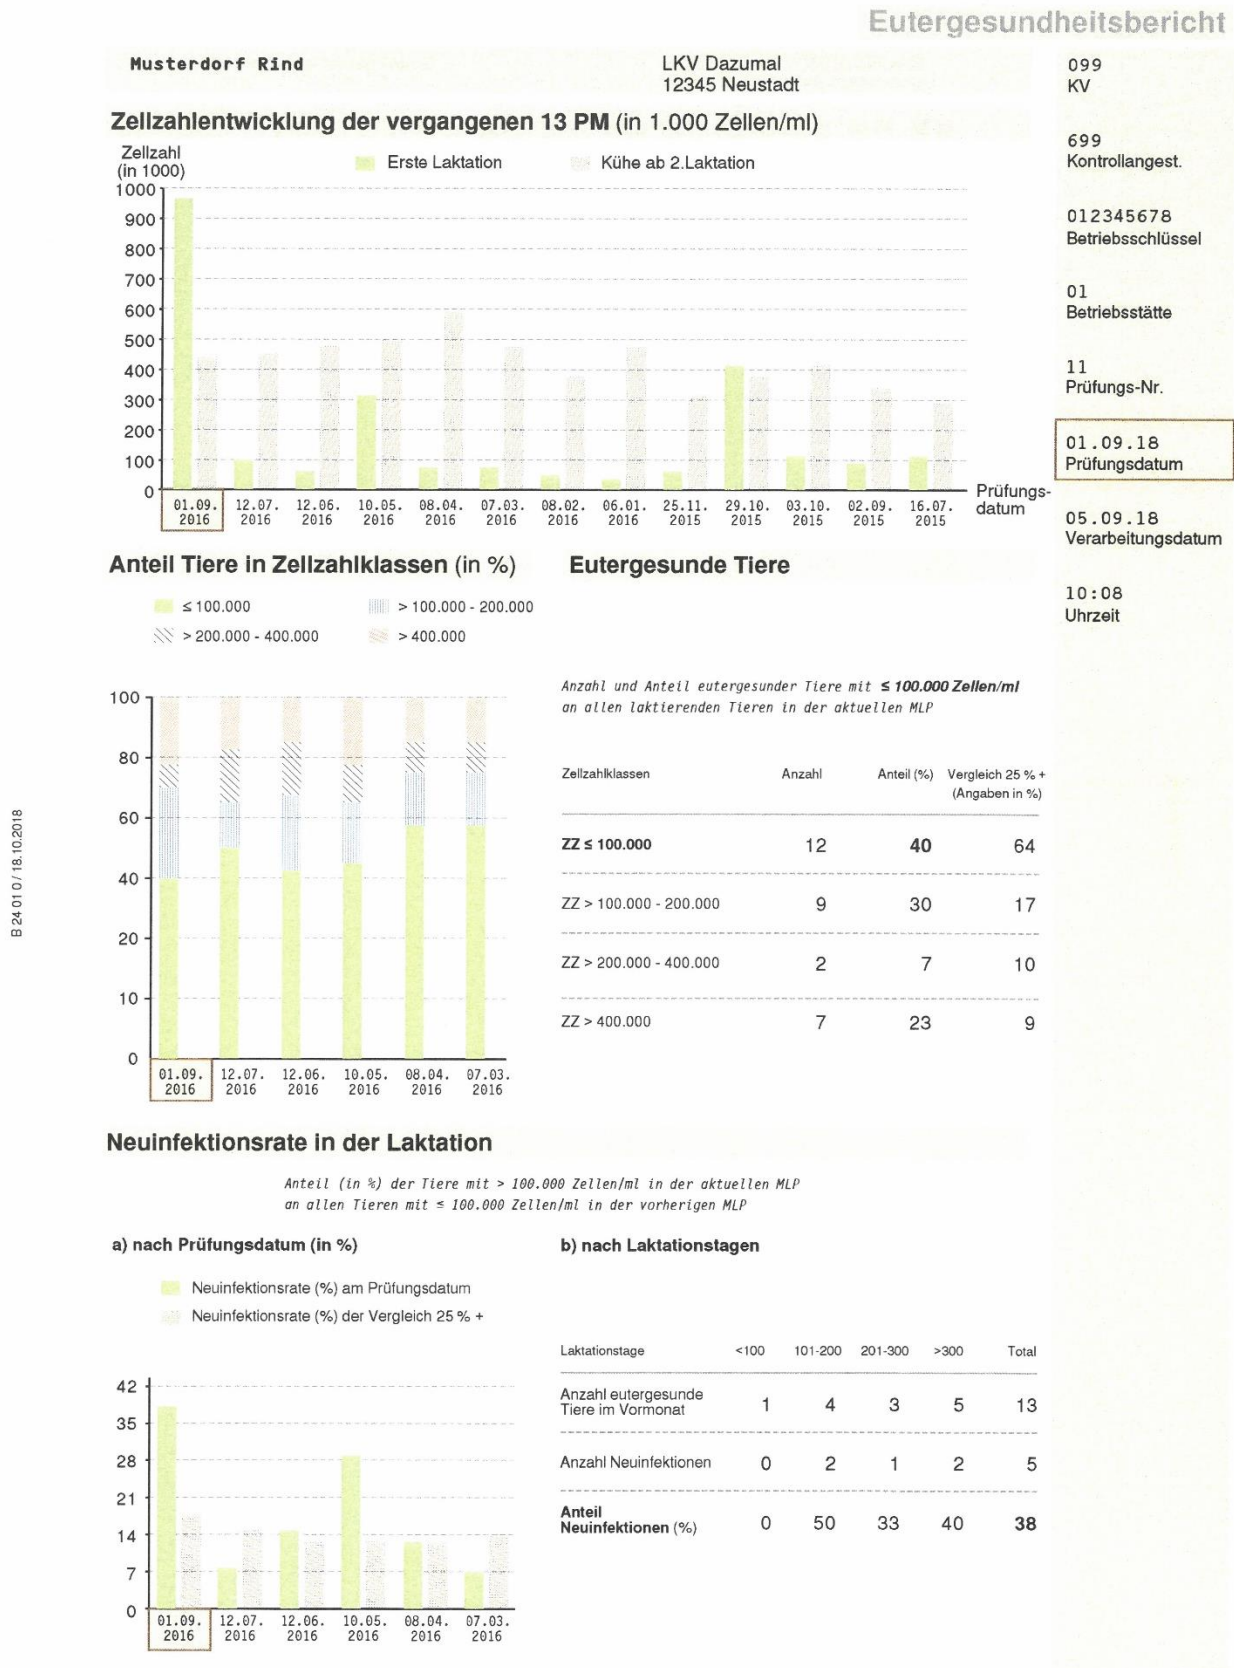 Eutergesundheitsbericht
Musterdorf Rind
LKV Dazumal
12345 Neustadt
099
KV
699
Kontrollangest.
012345678
Betriebsschlüssel
01
Betriebsstätte
11
Prüfungs-Nr.
01.09.18
Prüfungsdatum
05.09.18
Verarbeitungsdatum
10:08
Uhrzeit
Zellzahlentwicklung der vergangenen 13 PM (in 1.000 Zellen/ml)
Zellzahl
(in 1000)
Erste Laktation
Kühe ab 2.Laktation
1000
900
800
700
600
500
400
300
200
100
0
01.09. 12.07. 12.06. 10.05. 08.04. 07.03. 08.02. 06.01. 25.11. 29.10. 03.10. 02.09. 16.07.
2016 2016 2016 2016 2016 2016 2016 2016 2015 2015 2015 2015 2015
Prüfungs-
datum
Anteil Tiere in Zellzahlklassen (in %)
≤ 100.000
> 100.000 - 200.000
> 200.000 - 400.000
> 400.000
100
80
60
40
20
10
0
01.09. 12.07. 12.06. 10.05. 08.04. 07.03.
2016 2016 2016 2016 2016 2016
Eutergesunde Tiere
Anzahl und Anteil eutergesunder Tiere mit ≤ 100.000 Zellen/ml
an allen laktierenden Tieren in der aktuellen MLP
Zellzahlklassen Anzahl Anteil (%) Vergleich 25 % +
(Angaben in %)
ZZ ≤ 100.000 12 40 64
ZZ > 100.000 - 200.000 9 30 17
ZZ > 200.000 - 400.000 2 7 10
ZZ > 400.000 7 23 9
B 24 01 0 / 18.10.2018
Neuinfektionsrate in der Laktation
Anteil (in %) der Tiere mit > 100.000 Zellen/ml in der aktuellen MLP
an allen Tieren mit ≤ 100.000 Zellen/ml in der vorherigen MLP
a) nach Prüfungsdatum (in %)
Neuinfektionsrate (%) am Prüfungsdatum
Neuinfektionsrate (%) der Vergleich 25 % +
42
35
28
21
14
7
0
01.09. 12.07. 12.06. 10.05. 08.04. 07.03.
2016 2016 2016 2016 2016 2016
b) nach Laktationstagen
Laktationstage <100 101-200 201-300 >300 Total
Anzahl eutergesunde
Tiere im Vormonat 1 4 3 5 13
Anzahl Neuinfektionen 0 2 1 2 5
Anteil
Neuinfektionen (%) 0 50 33 40 38